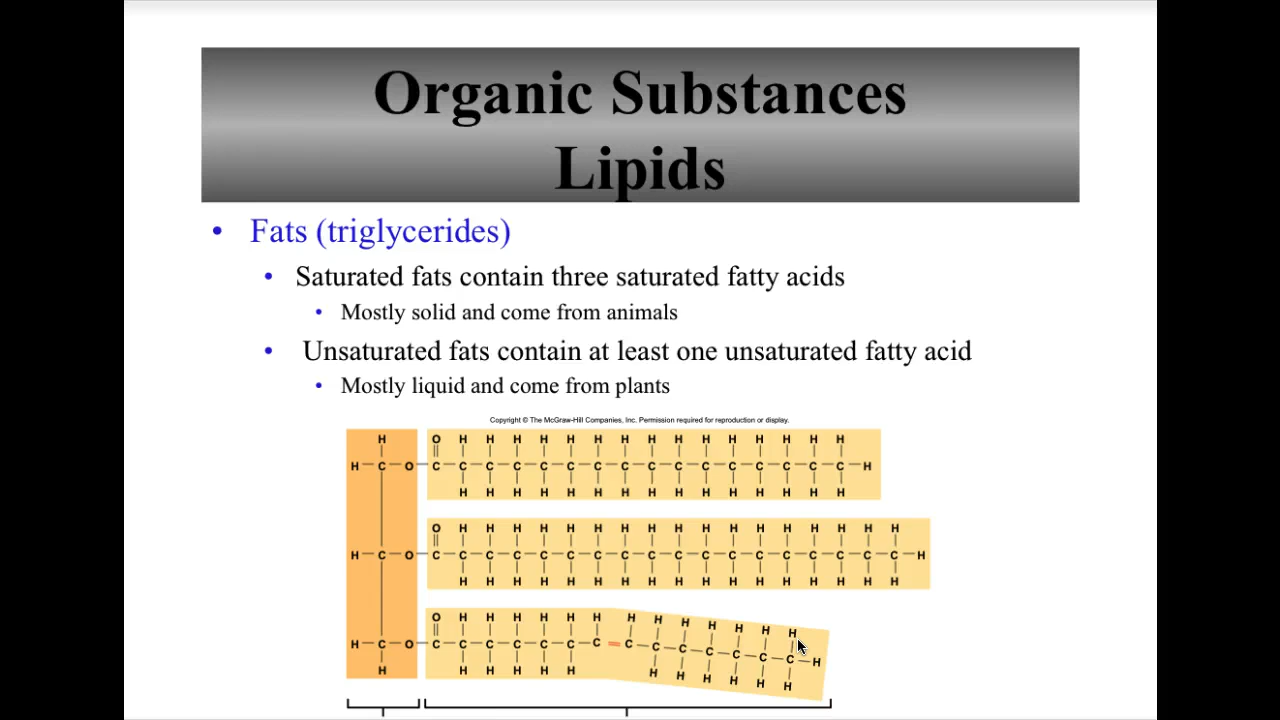 Organic Substances
Lipids
• Fats (triglycerides)
• Saturated fats contain three saturated fatty acids
• Mostly solid and come from animals
• Unsaturated fats contain at least one unsaturated fatty acid
• Mostly liquid and come from plants
Copyright © The McGraw-Hill Companies, Inc. Permission required for reproduction or display.
H O H H H H H H H H H H H H H H H
H C O C C C C C C C C C C C C C C C C H
H H H H H H H H H H H H H H H
O H H H H H H H H H H H H H H H H H
H C O C C C C C C C C C C C C C C C C C C H
H H H H H H H H H H H H H H H H H
O H H H H H H H H H H H H H
H C O C C C C C C C = C C C C C C C H
H H H H H H H H H H H H